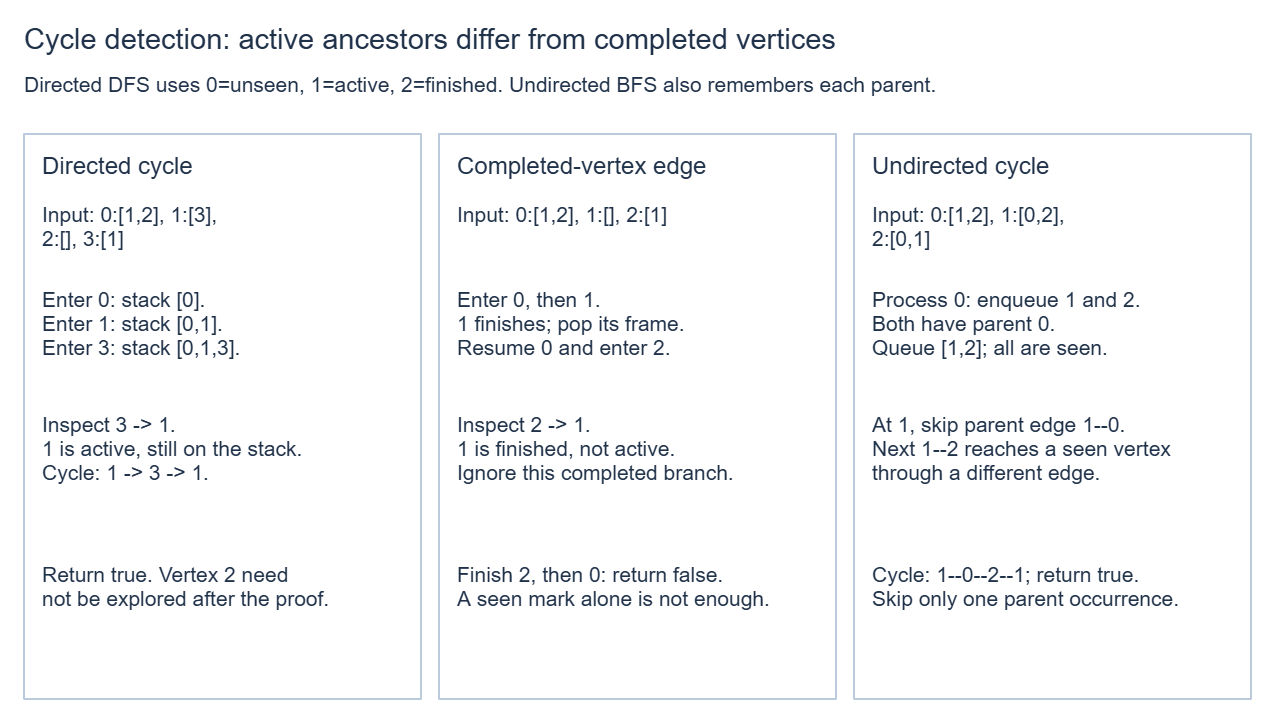 Cycle detection: active ancestors differ from completed vertices
Directed DFS uses 0=unseen, 1=active, 2=finished. Undirected BFS also remembers each parent.
Directed cycle
Input: 0:[1,2], 1:[3],
2:[], 3:[1]
Enter 0: stack [0].
Enter 1: stack [0,1].
Enter 3: stack [0,1,3].
Inspect 3 -> 1.
1 is active, still on the stack.
Cycle: 1 -> 3 -> 1.
Return true. Vertex 2 need
not be explored after the proof.
Completed-vertex edge
Input: 0:[1,2], 1:[], 2:[1]
Enter 0, then 1.
1 finishes; pop its frame.
Resume 0 and enter 2.
Inspect 2 -> 1.
1 is finished, not active.
Ignore this completed branch.
Finish 2, then 0: return false.
A seen mark alone is not enough.
Undirected cycle
Input: 0:[1,2], 1:[0,2],
2:[0,1]
Process 0: enqueue 1 and 2.
Both have parent 0.
Queue [1,2]; all are seen.
At 1, skip parent edge 1--0.
Next 1--2 reaches a seen vertex
through a different edge.
Cycle: 1--0--2--1; return true.
Skip only one parent occurrence.